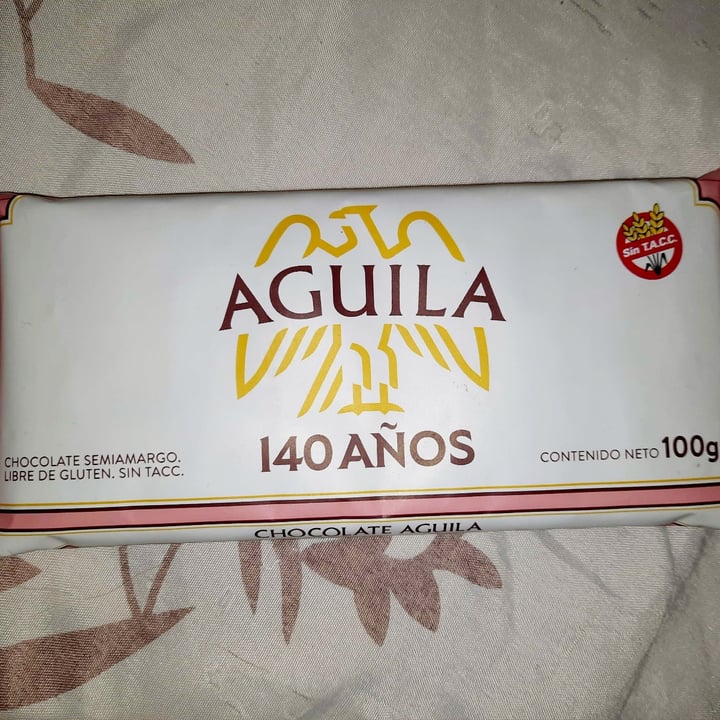 Sin T.A.C.C.
AGUILA
140 AÑOS
CHOCOLATE SEMIAMARGO.
LIBRE DE GLUTEN. SIN TACC.
CONTENIDO NETO 100g
CHOCOLATE AGUILA